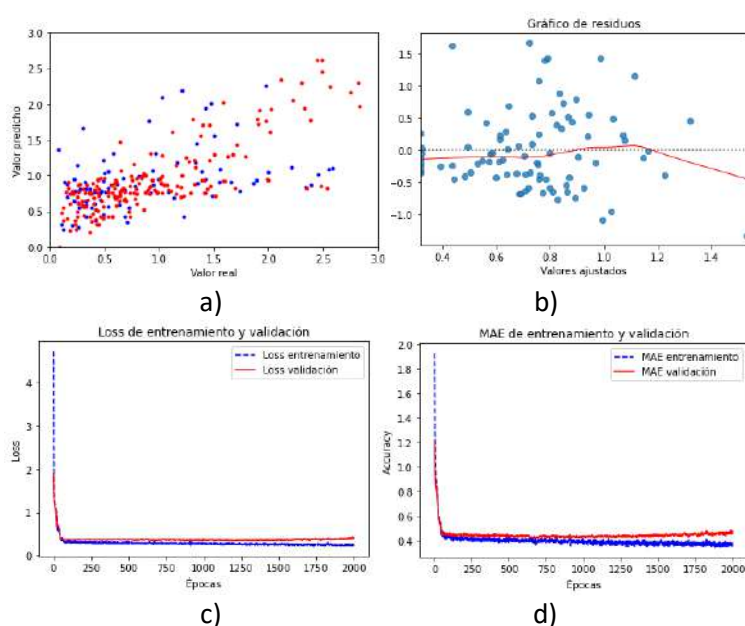 Gráfico de residuos
3.0
2.5
2.0
1.5
1.0
0.5
0.0
Valor predicho
0.0 0.5 1.0 1.5 2.0 2.5 3.0
Valor real
a)
1.5
1.0
0.5
0.0
-0.5
-1.0
0.4 0.6 0.8 1.0 1.2 1.4
Valores ajustados
b)
Loss de entrenamiento y validación
Loss entrenamiento
Loss validación
4
3
2
1
0
Loss
0 250 500 750 1000 1250 1500 1750 2000
Épocas
c)
MAE de entrenamiento y validación
MAE entrenamiento
MAE validación
2.0
1.8
1.6
1.4
1.2
1.0
0.8
0.6
0.4
Accuracy
0 250 500 750 1000 1250 1500 1750 2000
Épocas
d)